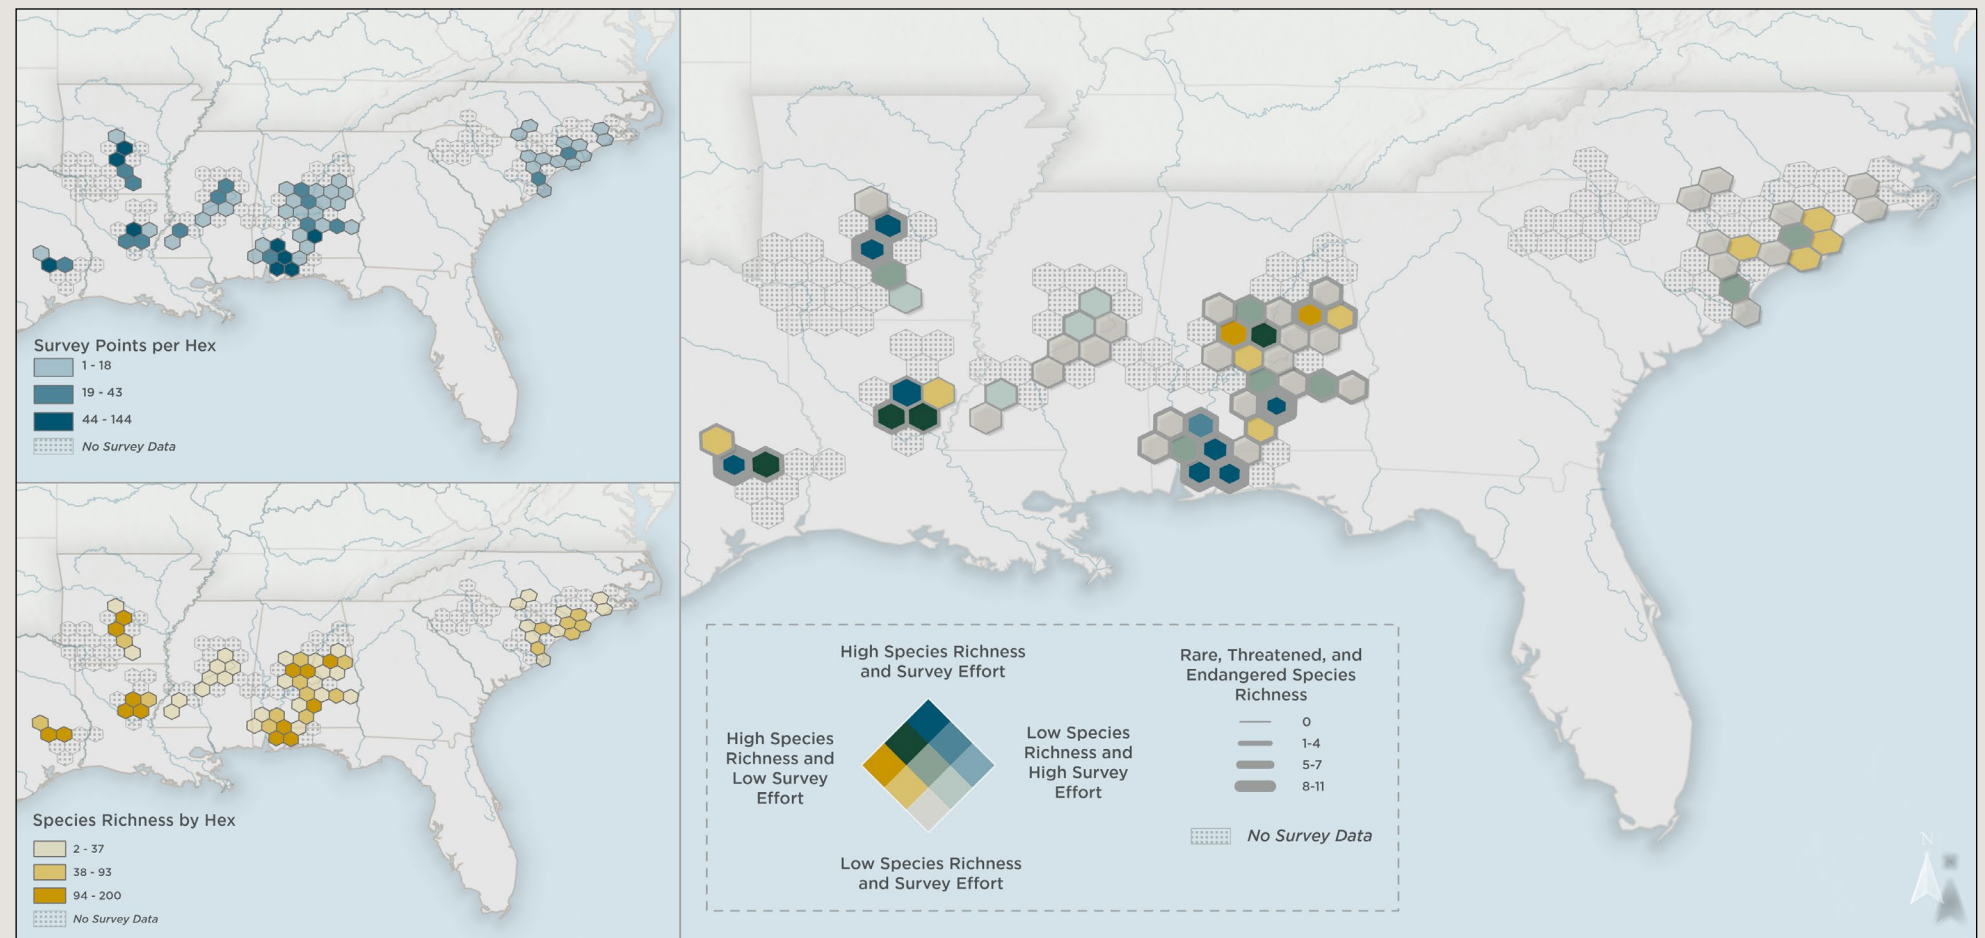 Survey Points per Hex
1 - 18
19 - 43
44 - 144
No Survey Data
Species Richness by Hex
2 - 37
38 - 93
94 - 200
No Survey Data
High Species Richness
and Survey Effort
High Species
Richness and
Low Survey
Effort
Low Species
Richness and
High Survey
Effort
Low Species Richness
and Survey Effort
Rare, Threatened, and
Endangered Species
Richness
0
1-4
5-7
8-11
No Survey Data
N